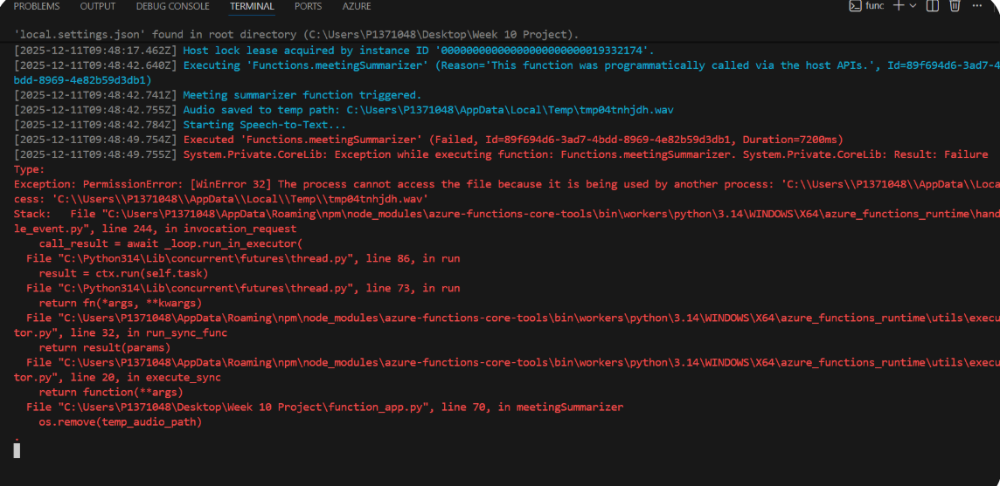 PROBLEMS OUTPUT DEBUG CONSOLE TERMINAL PORTS AZURE func
'local.settings.json' found in root directory (C:\Users\P1371048\Desktop\Week 10 Project).
[2025-12-11T09:48:17.462Z] Host lock lease acquired by instance ID '00000000000000000000000019332174'.
[2025-12-11T09:48:42.640Z] Executing 'Functions.meetingSummarizer' (Reason='This function was programmatically called via the host APIs.', Id=89f694d6-3ad7-4
bdd-8969-4e82b59d3db1)
[2025-12-11T09:48:42.741Z] Meeting summarizer function triggered.
[2025-12-11T09:48:42.755Z] Audio saved to temp path: C:\Users\P1371048\AppData\Local\Temp\tmp04tnhjdh.wav
[2025-12-11T09:48:42.784Z] Starting Speech-to-Text...
[2025-12-11T09:48:49.754Z] Executed 'Functions.meetingSummarizer' (Failed, Id=89f694d6-3ad7-4bdd-8969-4e82b59d3db1, Duration=7200ms)
[2025-12-11T09:48:49.755Z] System.Private.CoreLib: Exception while executing function: Functions.meetingSummarizer. System.Private.CoreLib: Result: Failure
Type:
Exception: PermissionError: [WinError 32] The process cannot access the file because it is being used by another process: 'C:\\Users\\P1371048\\AppData\\Loca
cess: 'C:\\Users\\P1371048\\AppData\\Local\\Temp\\tmp04tnhjdh.wav'
Stack:   File "C:\Users\P1371048\AppData\Roaming\npm\node_modules\azure-functions-core-tools\bin\workers\python\3.14\WINDOWS\X64\azure_functions_runtime\hand
le_event.py", line 244, in invocation_request
    call_result = await _loop.run_in_executor(
  File "C:\Python314\Lib\concurrent\futures\thread.py", line 86, in run
    result = ctx.run(self.task)
  File "C:\Python314\Lib\concurrent\futures\thread.py", line 73, in run
    return fn(*args, **kwargs)
  File "C:\Users\P1371048\AppData\Roaming\npm\node_modules\azure-functions-core-tools\bin\workers\python\3.14\WINDOWS\X64\azure_functions_runtime\utils\execu
tor.py", line 32, in run_sync_func
    return result(params)
  File "C:\Users\P1371048\AppData\Roaming\npm\node_modules\azure-functions-core-tools\bin\workers\python\3.14\WINDOWS\X64\azure_functions_runtime\utils\execu
tor.py", line 20, in execute_sync
    return function(**args)
  File "C:\Users\P1371048\Desktop\Week 10 Project\function_app.py", line 70, in meetingSummarizer
    os.remove(temp_audio_path)
.